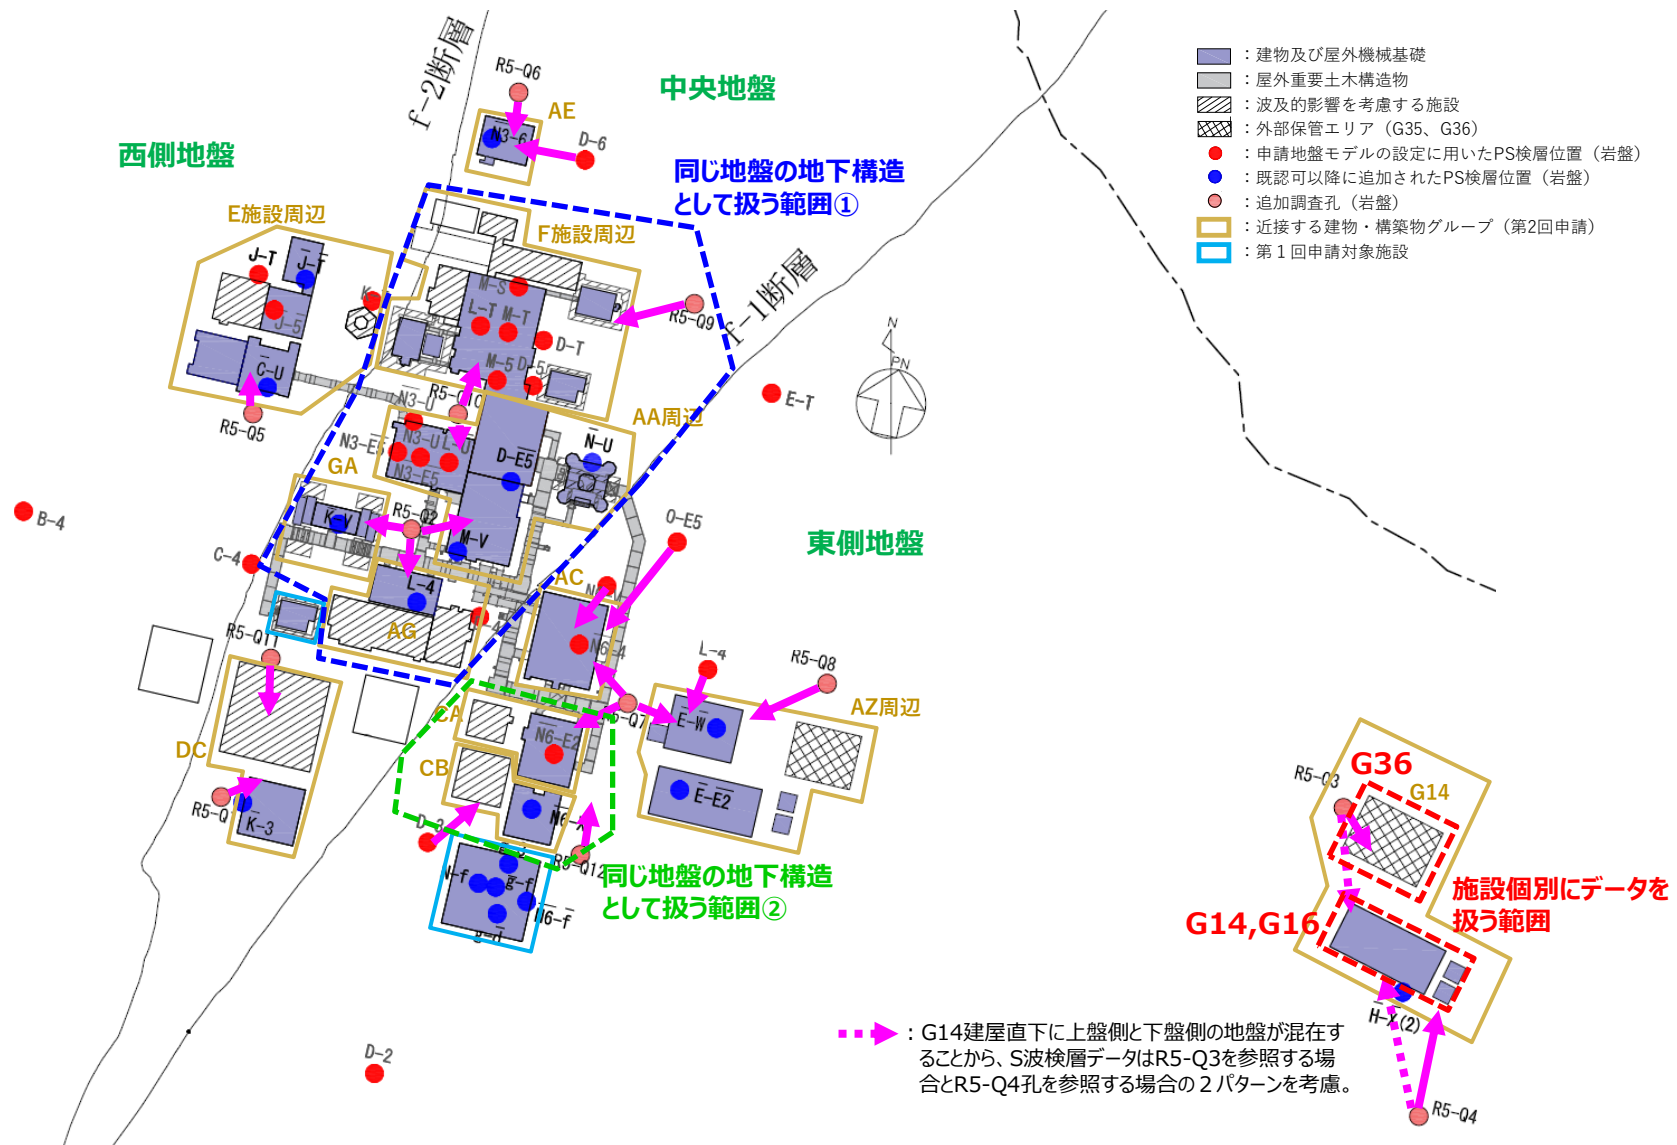 f-2断層
R5-Q6
中央地盤
AE
N3-6
D-6
西側地盤
同じ地盤の地下構造
として扱う範囲①
E施設周辺
F施設周辺
J-T
J-T
J-5
M-S
L-T
M-T
D-T
R5-Q9
f-1断層
M-5
D-5
C-U
R5-Q5
N3-U
R5-Q10
E-T
AA周辺
N3-U
L-U
N3-E5
N3-E5
D-E5
N-U
GA
R5-Q2
K-V
M-V
O-E5
B-4
C-4
東側地盤
AC
L-4
AG
N6-E4
R5-Q11
L-4
R5-Q8
AZ周辺
CA
R5-Q7
E-W
N6-E2
DC
CB
E-E2
R5-Q1
K-3
D-3
N6-X
R5-Q12
同じ地盤の地下構造
として扱う範囲②
g-f
N6-f
g-d
D-2
N
PN
：建物及び屋外機械基礎
：屋外重要土木構造物
：波及的影響を考慮する施設
：外部保管エリア（G35、G36）
：申請地盤モデルの設定に用いたPS検層位置（岩盤）
：既認可以降に追加されたPS検層位置（岩盤）
：追加調査孔（岩盤）
：近接する建物・構築物グループ（第2回申請）
：第１回申請対象施設
R5-Q3
G36
G14
施設個別にデータを
扱う範囲
G14,G16
H-X(2)
R5-Q4
：G14建屋直下に上盤側と下盤側の地盤が混在す
ることから、S波検層データはR5-Q3を参照する場
合とR5-Q4孔を参照する場合の２パターンを考慮。